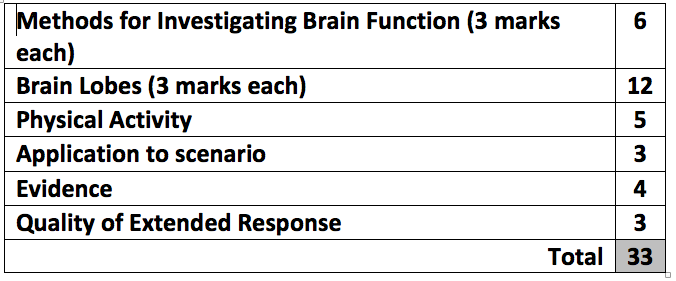 Methods for Investigating Brain Function (3 marks 6
each)
Brain Lobes (3 marks each) 12
Physical Activity 5
Application to scenario 3
Evidence 4
Quality of Extended Response 3
Total 33